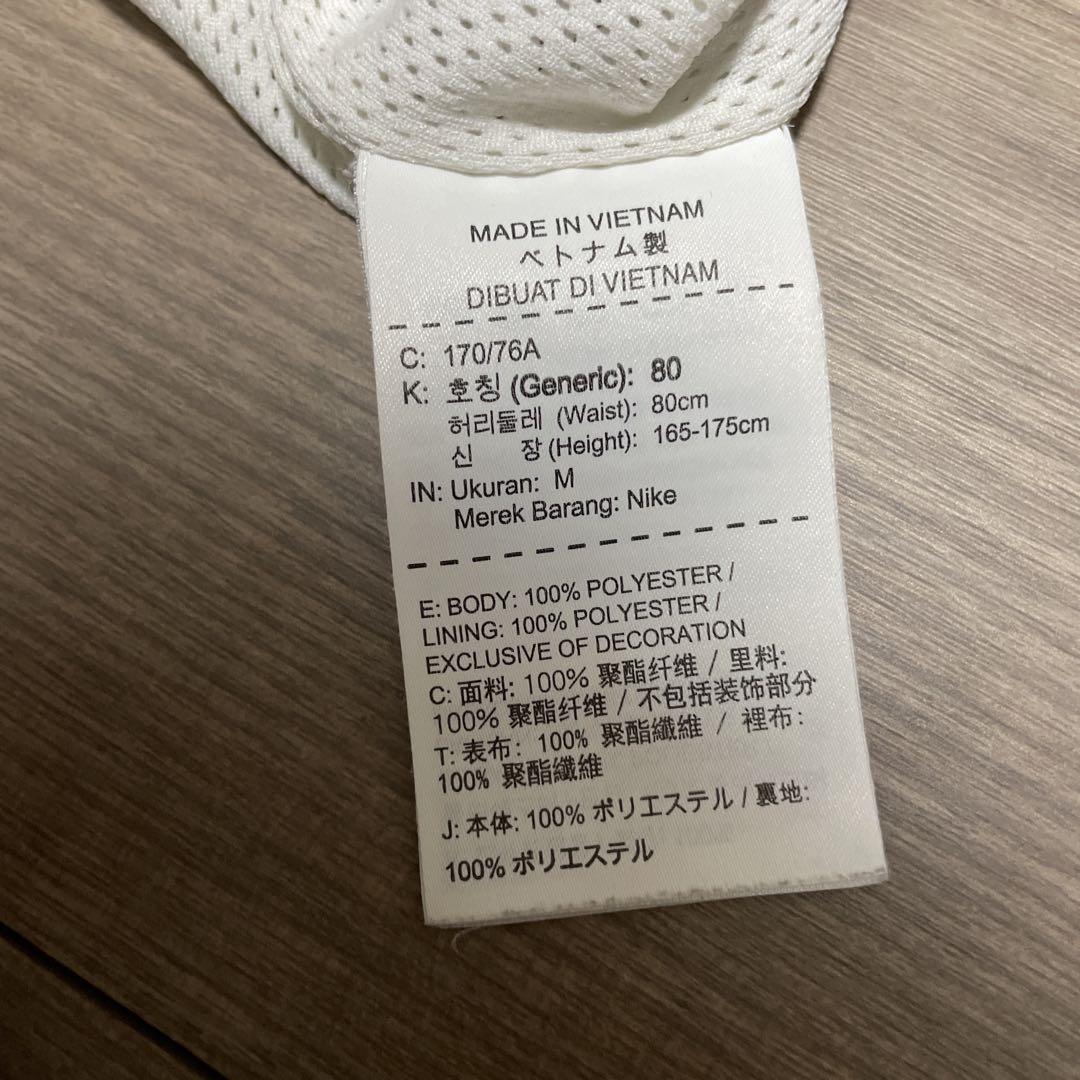 MADE IN VIETNAM
ベトナム製
DIBUAT DI VIETNAM
C: 170/76A
K: 호칭 (Generic): 80
허리둘레 (Waist): 80cm
신 장 (Height): 165-175cm
IN: Ukuran: M
Merek Barang: Nike
E: BODY: 100% POLYESTER /
LINING: 100% POLYESTER /
EXCLUSIVE OF DECORATION
C: 面料: 100% 聚酯纤维 / 里料:
100% 聚酯纤维 / 不包括装饰部分
T: 表布: 100% 聚酯纖維 / 裡布:
100% 聚酯纖維
J: 本体: 100% ポリエステル / 裏地:
100% ポリエステル